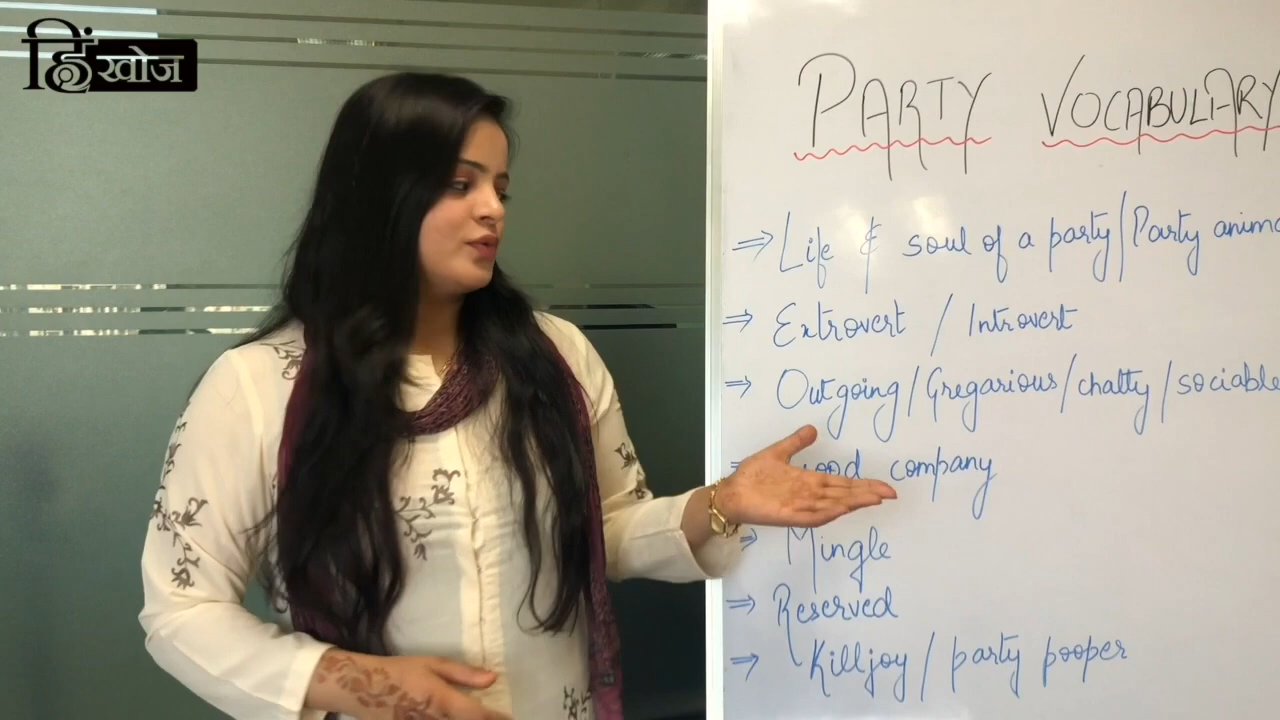 हिंखोज
PARTY VOCABULARY
⇒ Life & soul of a party/Party anima
⇒ Extrovert / Introvert
⇒ Outgoing/Gregarious/chatty/sociable
⇒ Good company
⇒ Mingle
⇒ Reserved
⇒ Killjoy / party pooper